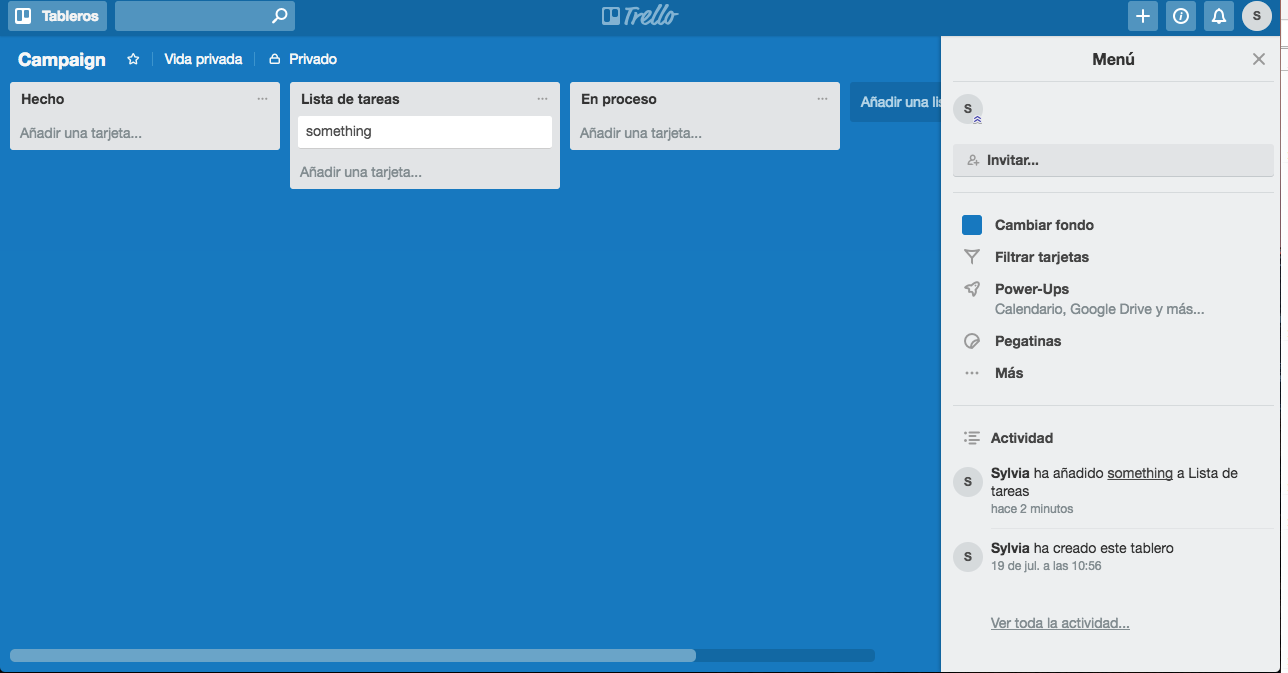 Tableros
Trello
S
Campaign
Vida privada
Privado
Hecho
Añadir una tarjeta...
Lista de tareas
something
Añadir una tarjeta...
En proceso
Añadir una tarjeta...
Añadir una lis
Menú
S
Invitar...
Cambiar fondo
Filtrar tarjetas
Power-Ups
Calendario, Google Drive y más...
Pegatinas
Más
Actividad
S
Sylvia ha añadido something a Lista de
tareas
hace 2 minutos
S
Sylvia ha creado este tablero
19 de jul. a las 10:56
Ver toda la actividad...